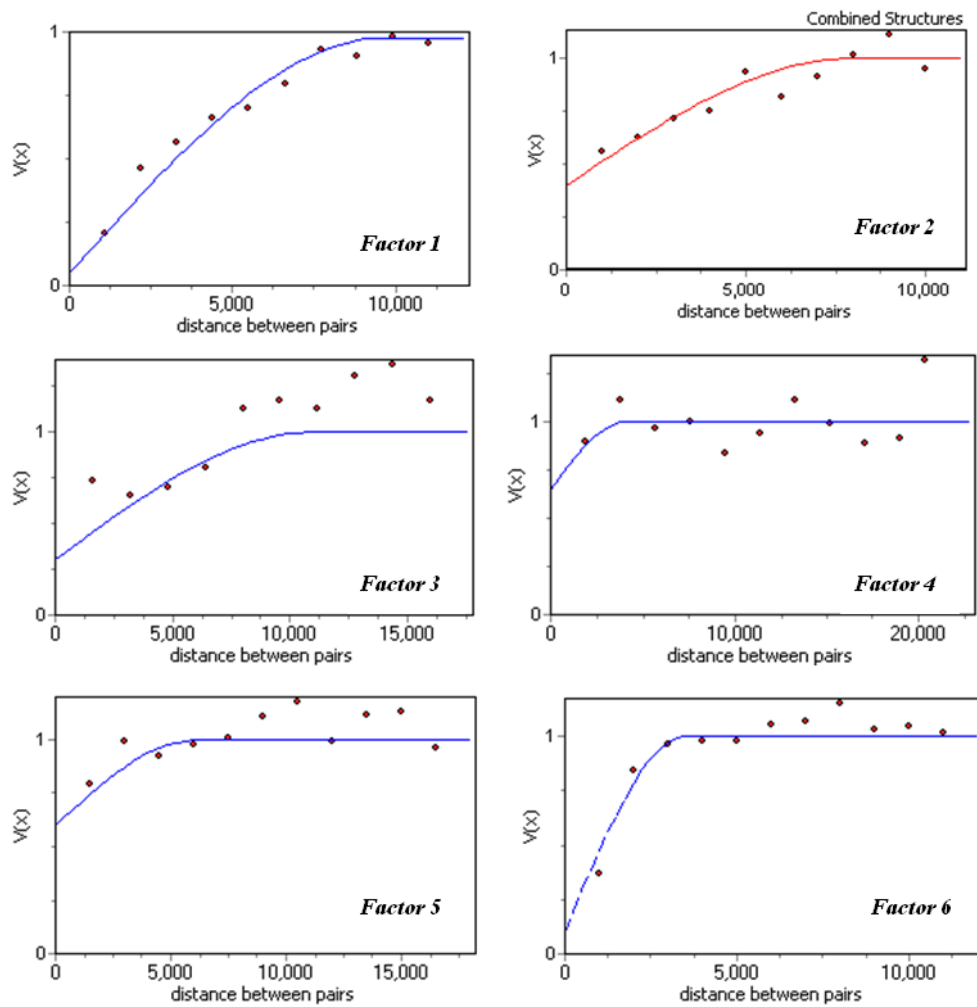 Combined Structures
1
V(x)
0
Factor 1
0 5,000 10,000
distance between pairs
1
V(x)
0
Factor 2
0 5,000 10,000
distance between pairs
1
V(x)
0
Factor 3
0 5,000 10,000 15,000
distance between pairs
1
V(x)
0
Factor 4
0 10,000 20,000
distance between pairs
1
V(x)
0
Factor 5
0 5,000 10,000 15,000
distance between pairs
1
V(x)
0
Factor 6
0 5,000 10,000
distance between pairs